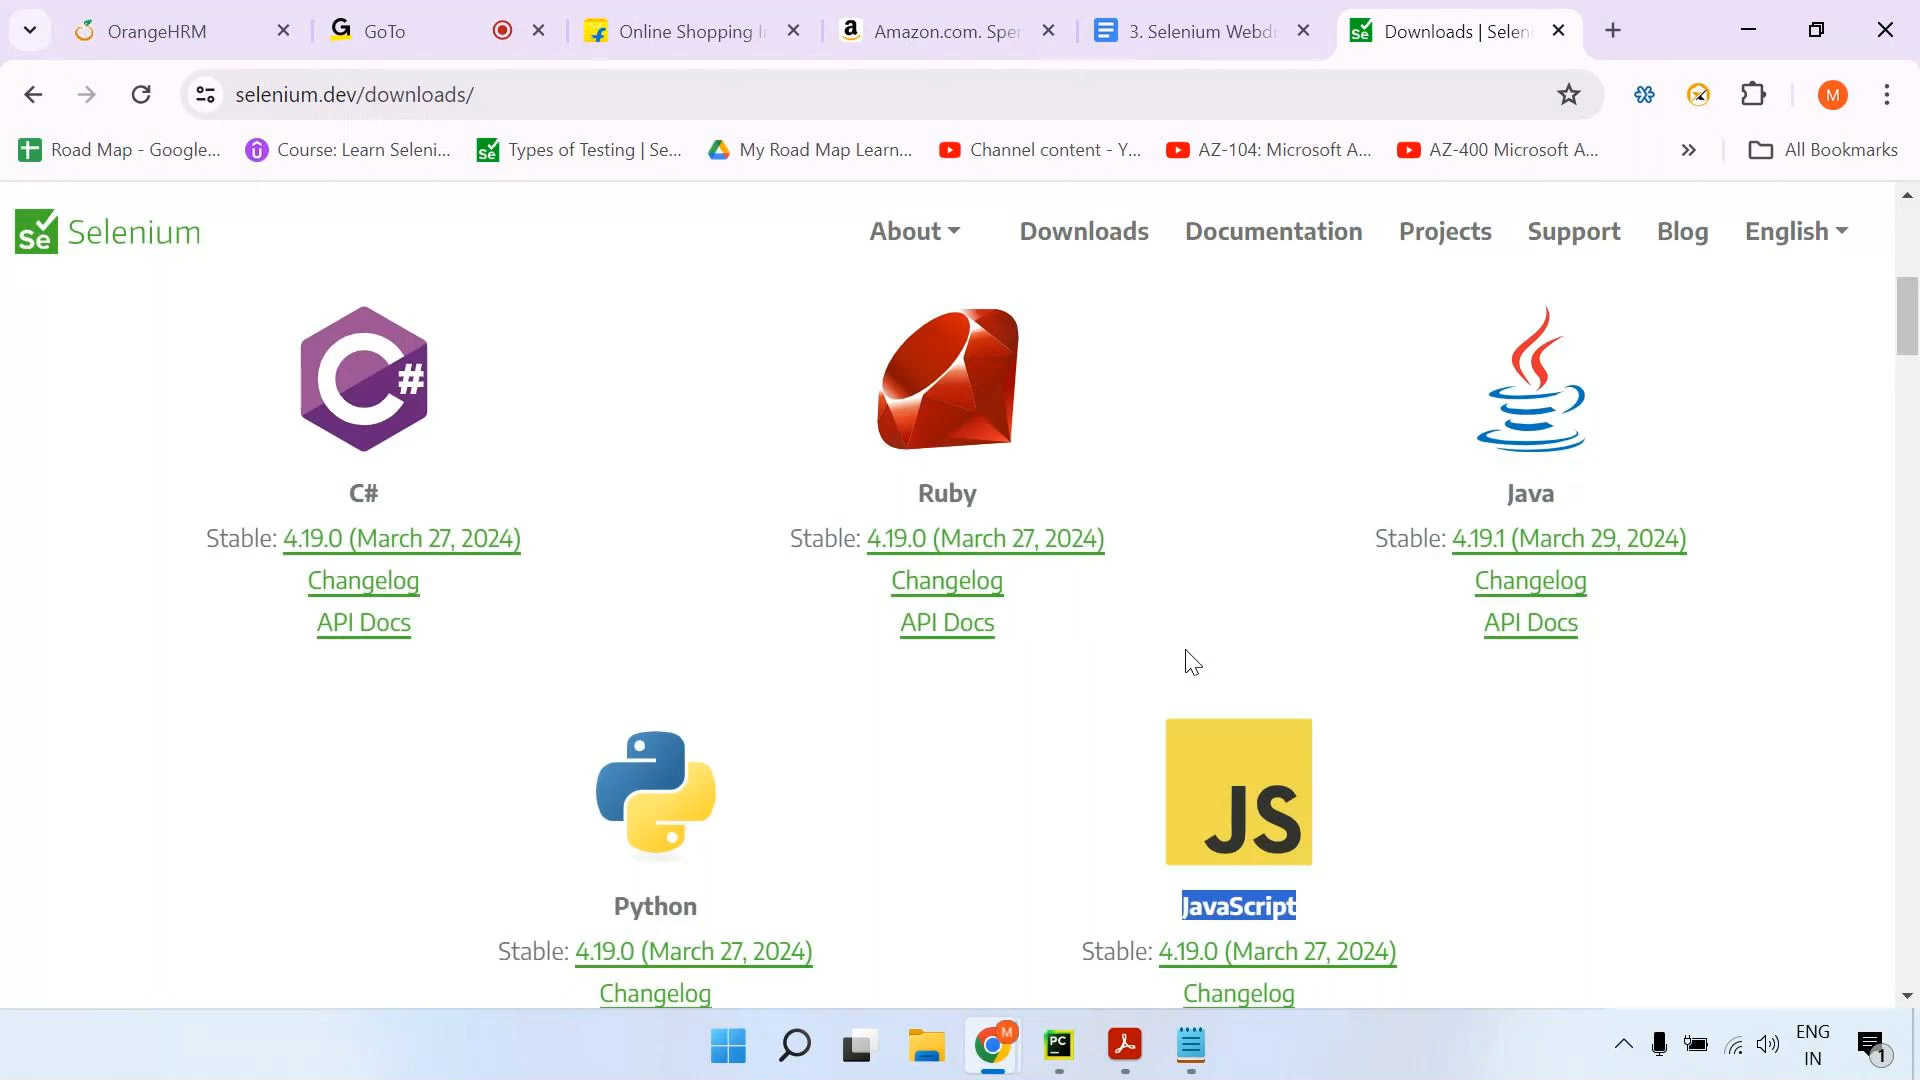 OrangeHRM
GoTo
Online Shopping I
Amazon.com. Spe
3. Selenium Webd
Downloads | Selen
selenium.dev/downloads/
M
Road Map - Google...
Course: Learn Seleni...
Types of Testing | Se...
My Road Map Learn...
Channel content - Y...
AZ-104: Microsoft A...
AZ-400 Microsoft A...
All Bookmarks
Se Selenium
About
Downloads
Documentation
Projects
Support
Blog
English
C#
Ruby
Java
Stable: 4.19.0 (March 27, 2024)
Stable: 4.19.0 (March 27, 2024)
Stable: 4.19.1 (March 29, 2024)
Changelog
Changelog
Changelog
API Docs
API Docs
API Docs
JS
Python
JavaScript
Stable: 4.19.0 (March 27, 2024)
Stable: 4.19.0 (March 27, 2024)
Changelog
Changelog
M
PC
ENG
IN
1